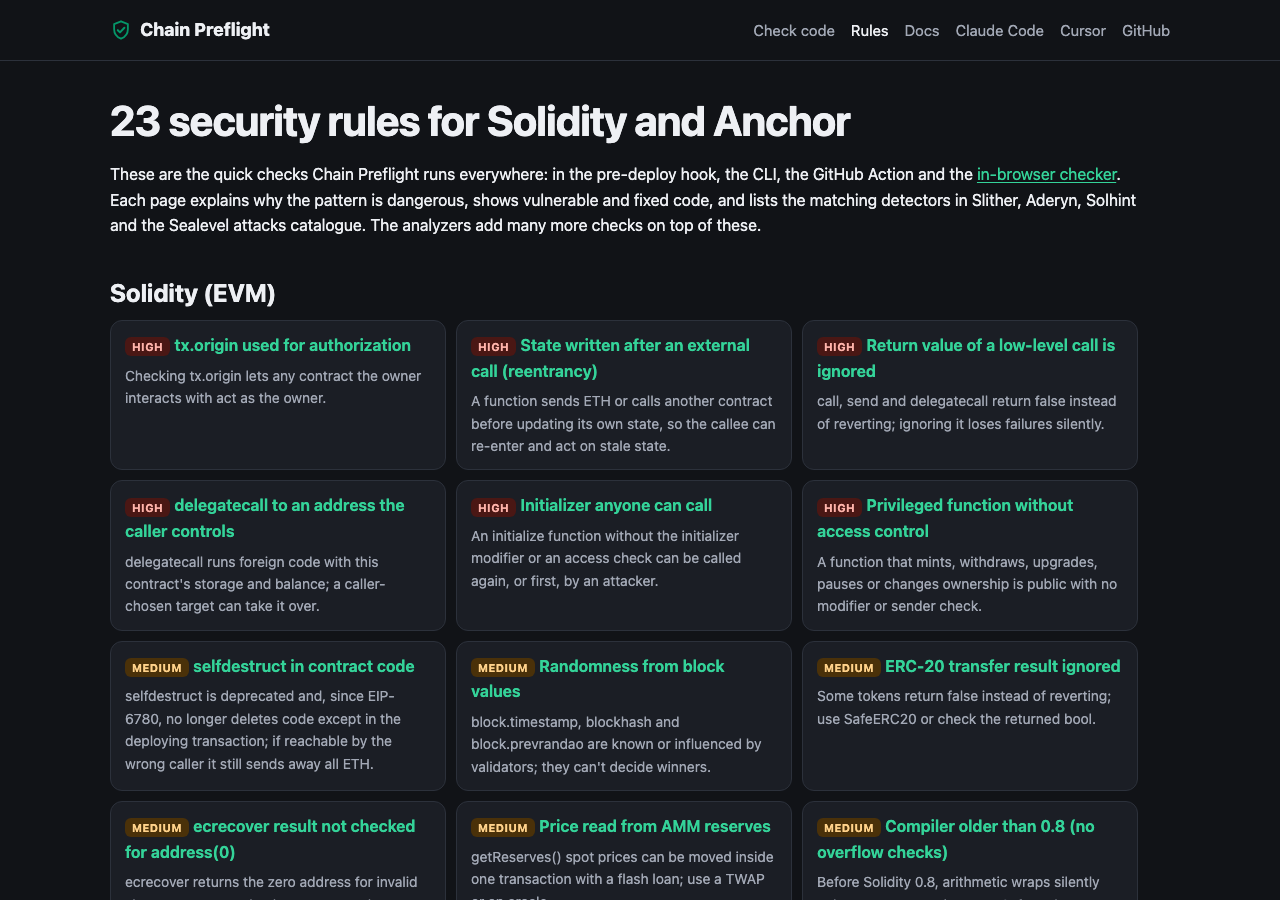 Chain Preflight
Check code Rules Docs Claude Code Cursor GitHub
23 security rules for Solidity and Anchor
These are the quick checks Chain Preflight runs everywhere: in the pre-deploy hook, the CLI, the GitHub Action and the in-browser checker.
Each page explains why the pattern is dangerous, shows vulnerable and fixed code, and lists the matching detectors in Slither, Aderyn, Solhint
and the Sealevel attacks catalogue. The analyzers add many more checks on top of these.
Solidity (EVM)
HIGH tx.origin used for authorization
Checking tx.origin lets any contract the owner
interacts with act as the owner.
HIGH State written after an external
call (reentrancy)
A function sends ETH or calls another contract
before updating its own state, so the callee can
re-enter and act on stale state.
HIGH Return value of a low-level call is
ignored
call, send and delegatecall return false instead
of reverting; ignoring it loses failures silently.
HIGH delegatecall to an address the
caller controls
delegatecall runs foreign code with this
contract's storage and balance; a caller-
chosen target can take it over.
HIGH Initializer anyone can call
An initialize function without the initializer
modifier or an access check can be called
again, or first, by an attacker.
HIGH Privileged function without
access control
A function that mints, withdraws, upgrades,
pauses or changes ownership is public with no
modifier or sender check.
MEDIUM selfdestruct in contract code
selfdestruct is deprecated and, since EIP-
6780, no longer deletes code except in the
deploying transaction; if reachable by the
wrong caller it still sends away all ETH.
MEDIUM Randomness from block
values
block.timestamp, blockhash and
block.prevrandao are known or influenced by
validators; they can't decide winners.
MEDIUM ERC-20 transfer result ignored
Some tokens return false instead of reverting;
use SafeERC20 or check the returned bool.
MEDIUM ecrecover result not checked
for address(0)
ecrecover returns the zero address for invalid
MEDIUM Price read from AMM reserves
getReserves() spot prices can be moved inside
one transaction with a flash loan; use a TWAP
MEDIUM Compiler older than 0.8 (no
overflow checks)
Before Solidity 0.8, arithmetic wraps silently